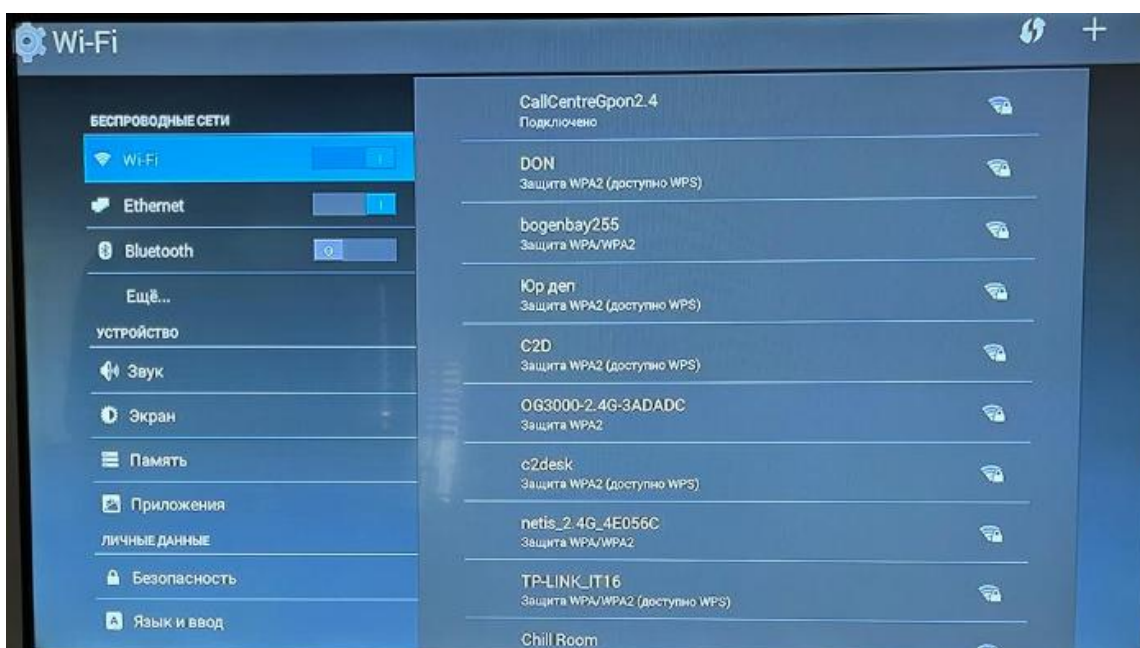 Wi-Fi
БЕСПРОВОДНЫЕ СЕТИ
Wi-Fi
Ethernet
Bluetooth
Ещё...
УСТРОЙСТВО
Звук
Экран
Память
Приложения
ЛИЧНЫЕ ДАННЫЕ
Безопасность
Язык и ввод
CallCentreGpon2.4
Подключено
DON
Защита WPA2 (доступно WPS)
bogenbay255
Защита WPA/WPA2
Юр деп
Защита WPA2 (доступно WPS)
C2D
Защита WPA2 (доступно WPS)
OG3000-2.4G-3ADADC
Защита WPA2
c2desk
Защита WPA2 (доступно WPS)
netis_2.4G_4E056C
Защита WPA/WPA2
TP-LINK_IT16
Защита WPA/WPA2 (доступно WPS)
Chill Room